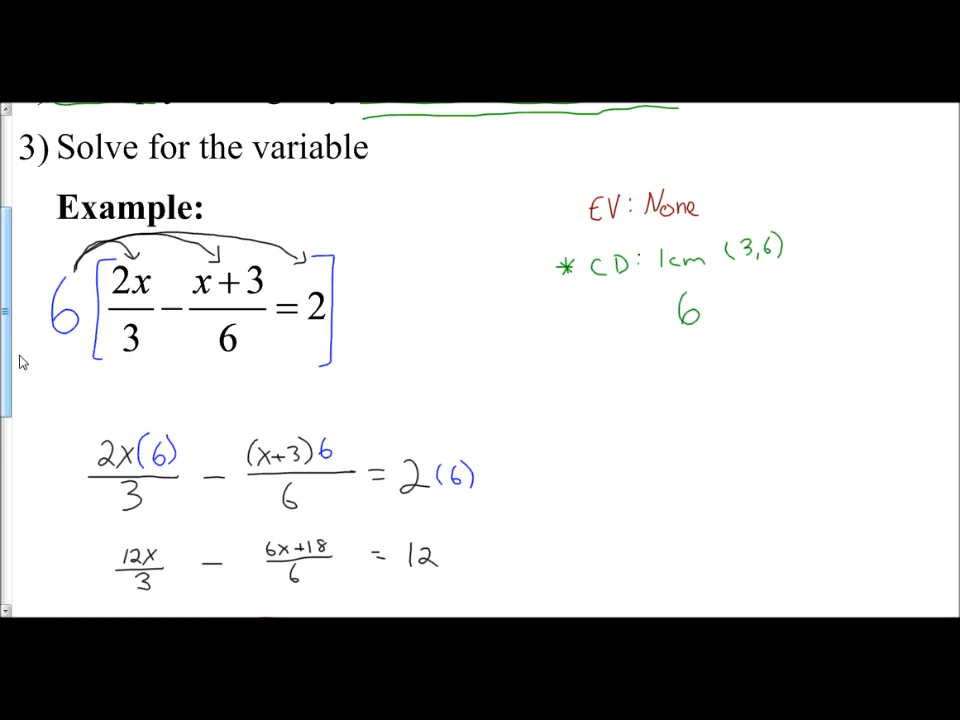 3) Solve for the variable
Example:
EV: None
* CD: lcm (3,6)
6
6[2x/3 − x+3/6 = 2]
2x(6)/3 − (x+3)6/6 = 2(6)
12x/3 − 6x+18/6 = 12